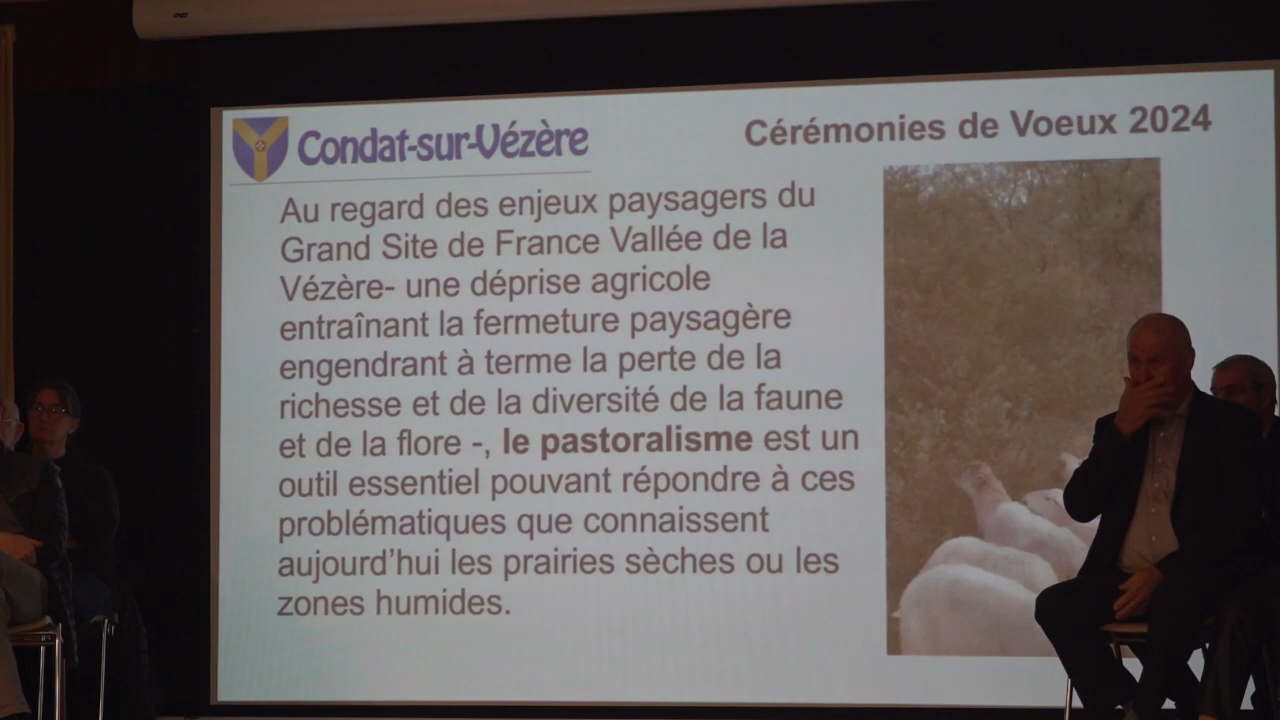 Condat-sur-Vézère
Cérémonies de Voeux 2024
Au regard des enjeux paysagers du
Grand Site de France Vallée de la
Vézère- une déprise agricole
entraînant la fermeture paysagère
engendrant à terme la perte de la
richesse et de la diversité de la faune
et de la flore -, le pastoralisme est un
outil essentiel pouvant répondre à ces
problématiques que connaissent
aujourd'hui les prairies sèches ou les
zones humides.